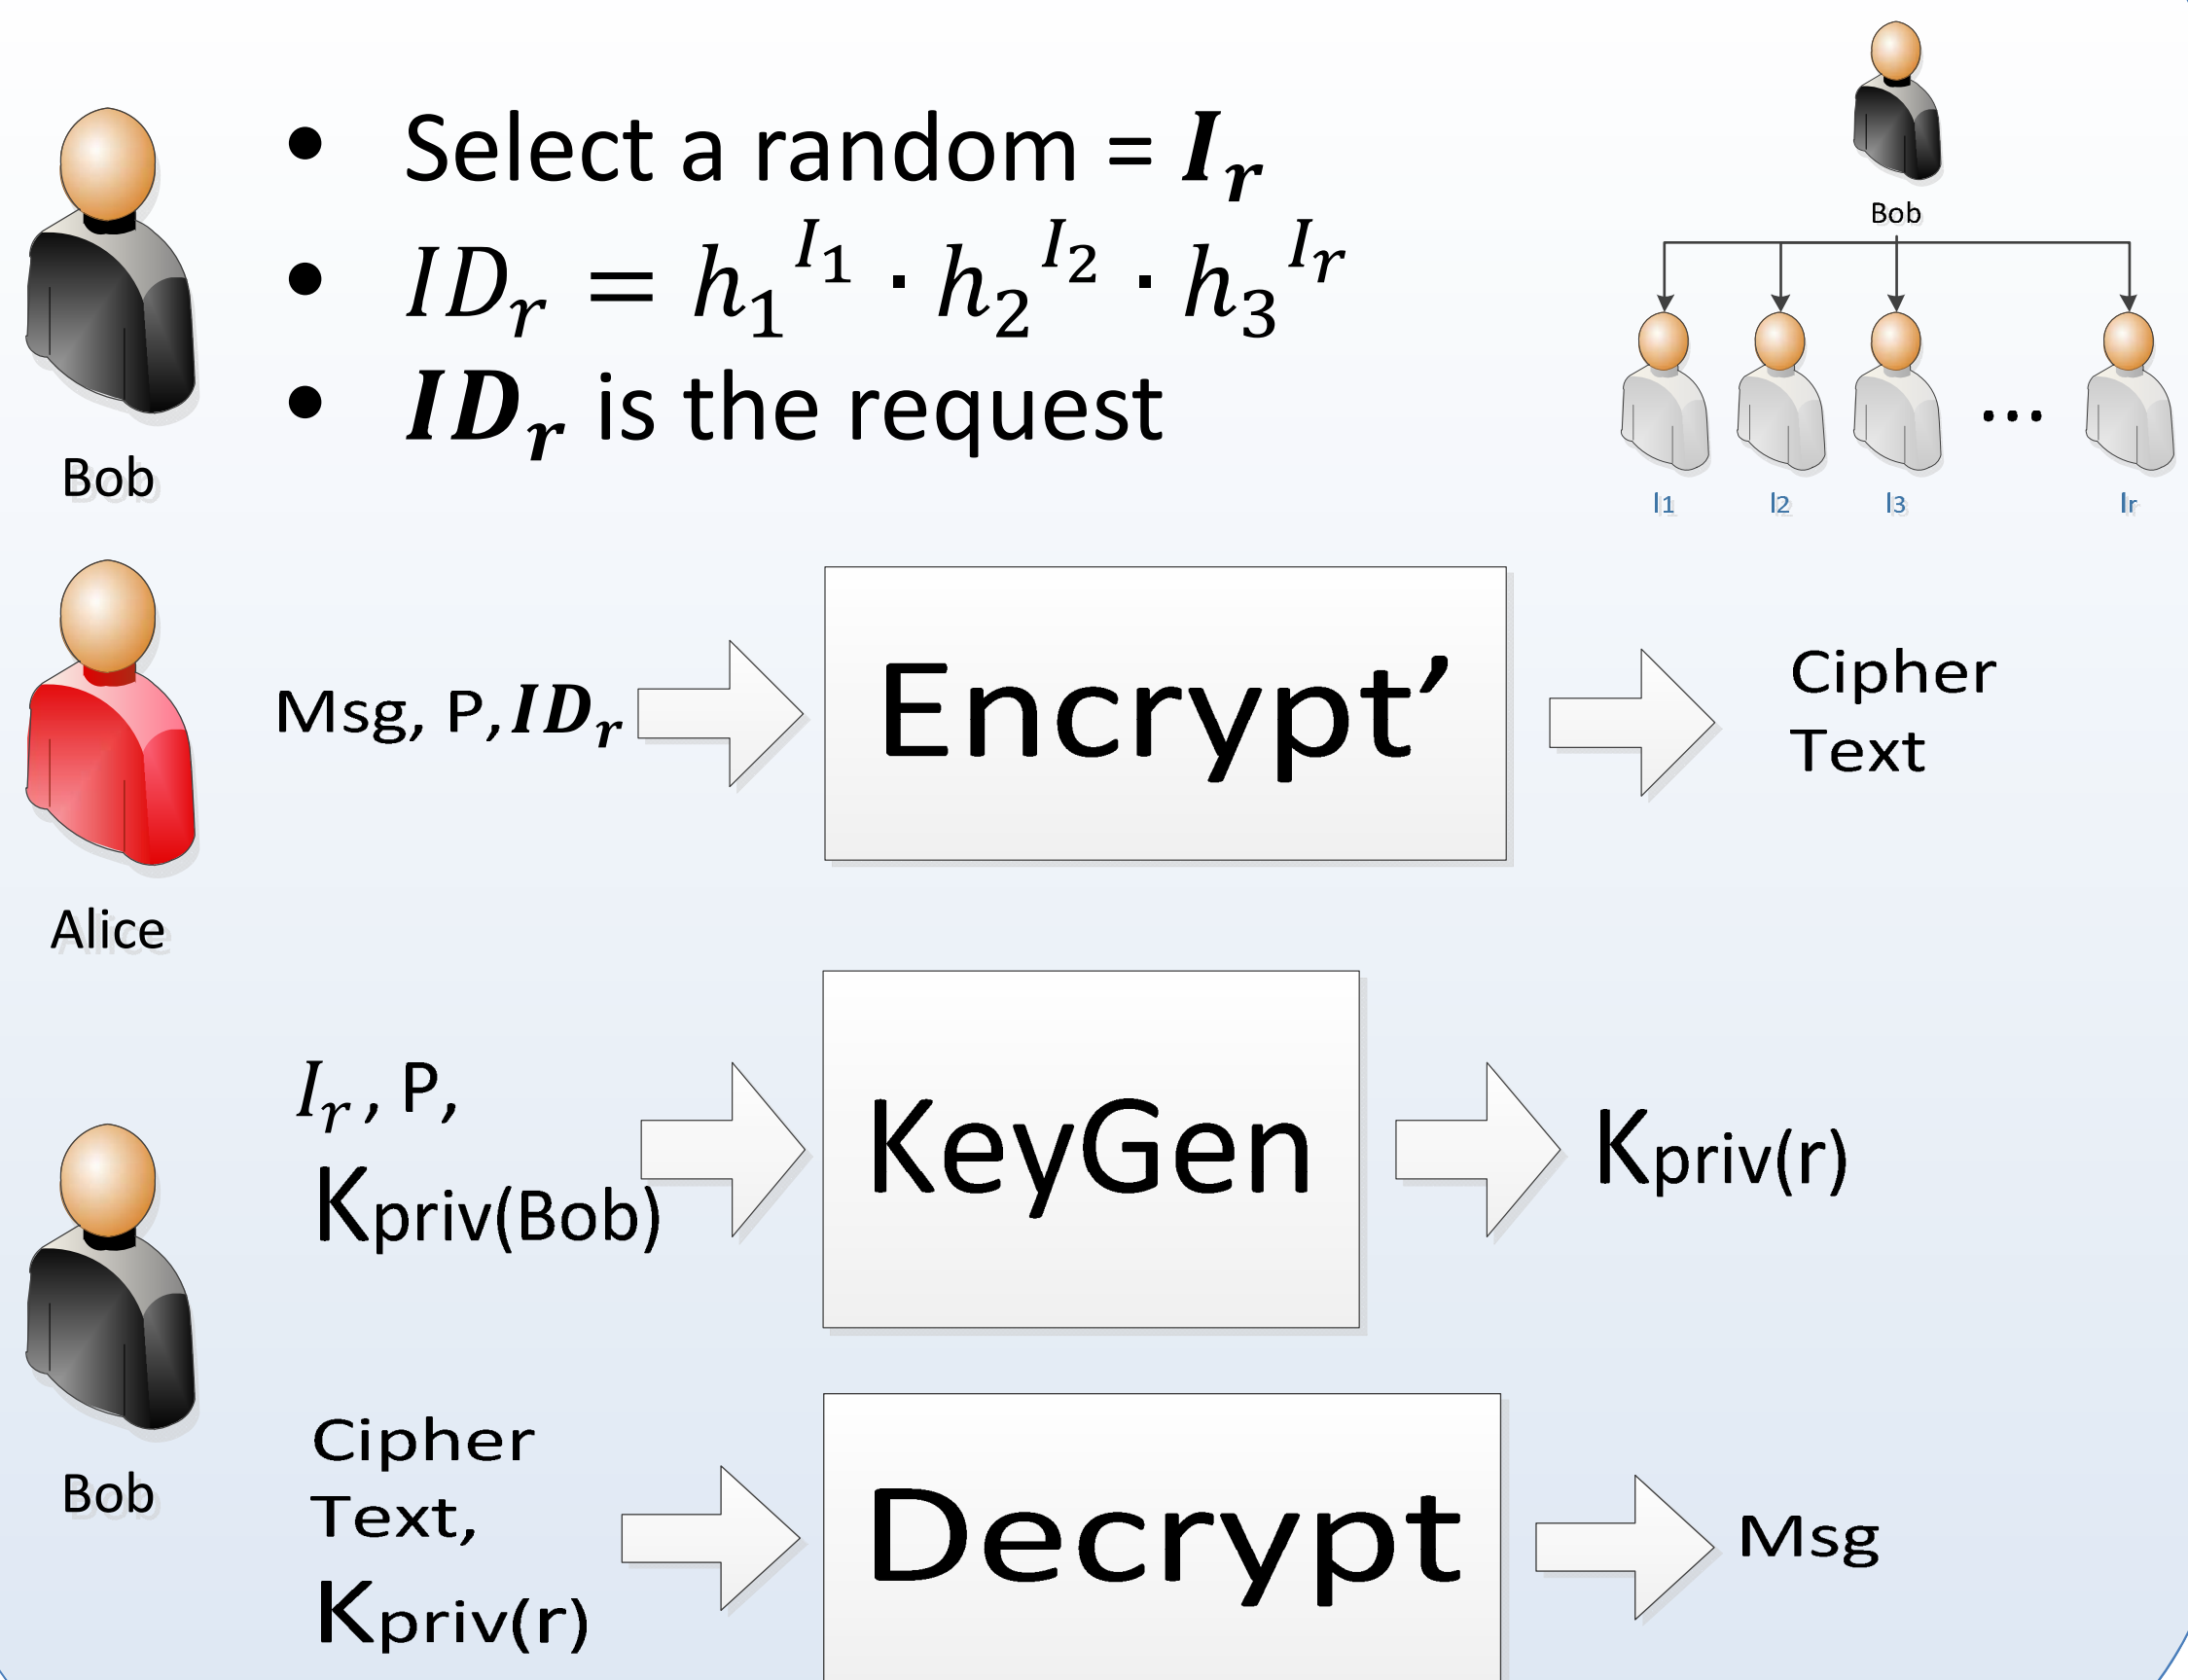 • Select a random = I_r
• ID_r = h_1^{I_1} · h_2^{I_2} · h_3^{I_r}
• ID_r is the request
Bob
Bob
I1 I2 I3 ... Ir
Msg, P, ID_r
Encrypt’
Cipher
Text
Alice
I_r , P,
Kpriv(Bob)
KeyGen
Kpriv(r)
Bob
Cipher
Text,
Kpriv(r)
Decrypt
Msg